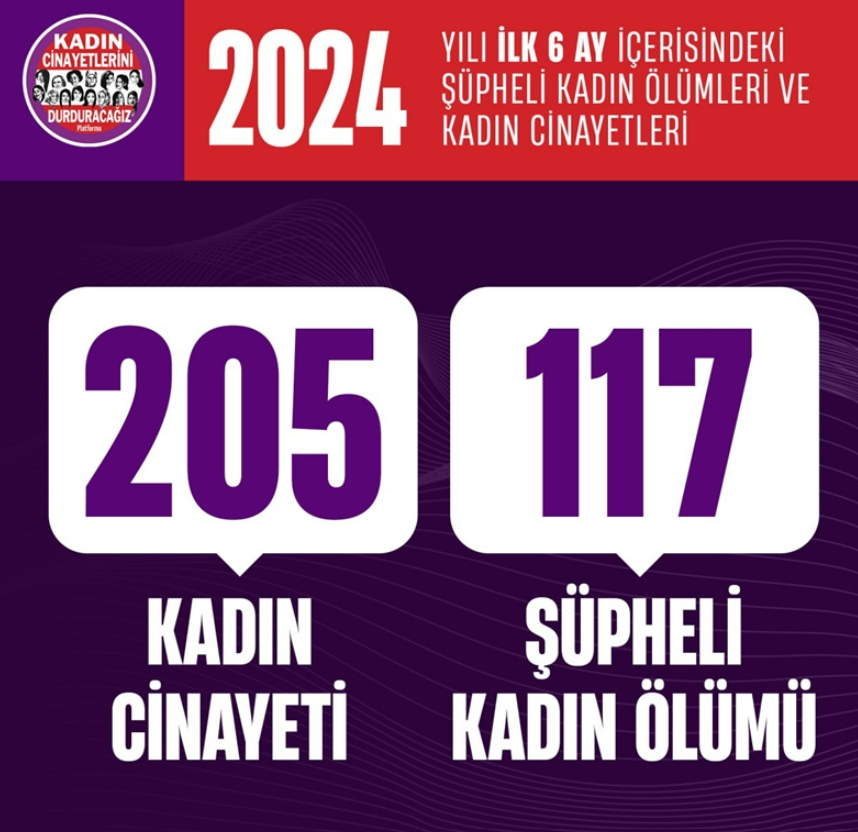 KADIN
CİNAYETLERİNİ
DURDURACAĞIZ
Platformu
2024
YILI İLK 6 AY İÇERİSİNDEKİ
ŞÜPHELİ KADIN ÖLÜMLERİ VE
KADIN CİNAYETLERİ
205
KADIN
CİNAYETİ
117
ŞÜPHELİ
KADIN ÖLÜMÜ